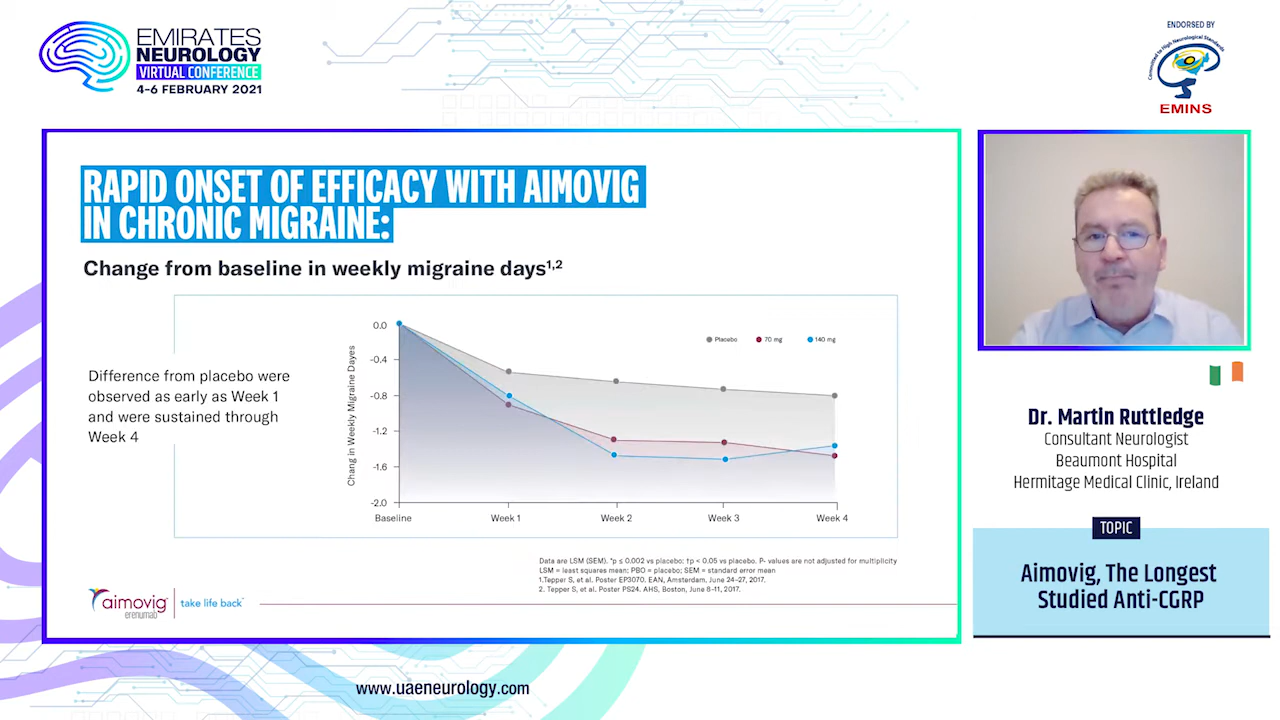 EMIRATES
NEUROLOGY
VIRTUAL CONFERENCE
4-6 FEBRUARY 2021
ENDORSED BY
Committed to High Neurological Standards
EMINS
RAPID ONSET OF EFFICACY WITH AIMOVIG
IN CHRONIC MIGRAINE:
Change from baseline in weekly migraine days1,2
Difference from placebo were
observed as early as Week 1
and were sustained through
Week 4
Chang in Weekly Migraine Dayes
0.0
-0.4
-0.8
-1.2
-1.6
-2.0
Placebo 70 mg 140 mg
Baseline Week 1 Week 2 Week 3 Week 4
Data are LSM (SEM). *p ≤ 0.002 vs placebo; †p < 0.05 vs placebo. P- values are not adjusted for multiplicity
LSM = least squares mean; PBO = placebo; SEM = standard error mean
1.Tepper S, et al. Poster EP3070. EAN, Amsterdam, June 24-27, 2017.
2. Tepper S, et al. Poster PS24. AHS, Boston, June 8-11, 2017.
aimovig
erenumab
take life back™
Dr. Martin Ruttledge
Consultant Neurologist
Beaumont Hospital
Hermitage Medical Clinic, Ireland
TOPIC
Aimovig, The Longest
Studied Anti-CGRP
www.uaeneurology.com